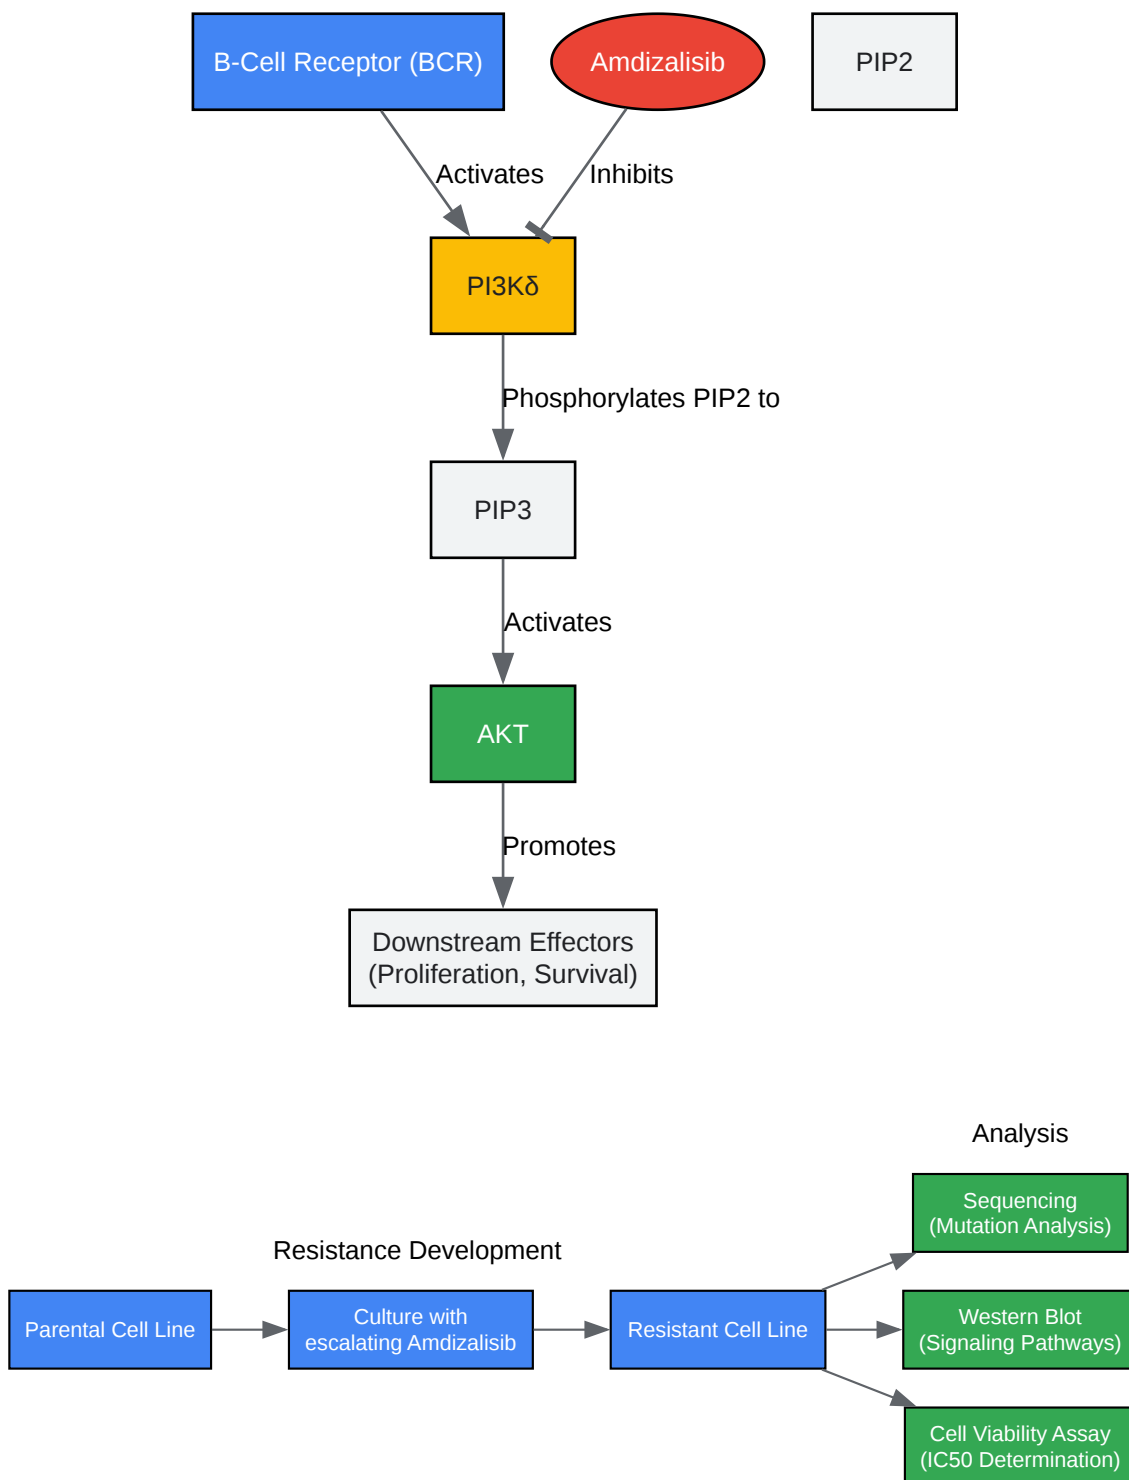 B-Cell Receptor (BCR)
Amdizalisib
PIP2
Activates
Inhibits
PI3Kδ
Phosphorylates PIP2 to
PIP3
Activates
AKT
Promotes
Downstream Effectors
(Proliferation, Survival)
Analysis
Sequencing
(Mutation Analysis)
Resistance Development
Parental Cell Line
Culture with
escalating Amdizalisib
Resistant Cell Line
Western Blot
(Signaling Pathways)
Cell Viability Assay
(IC50 Determination)